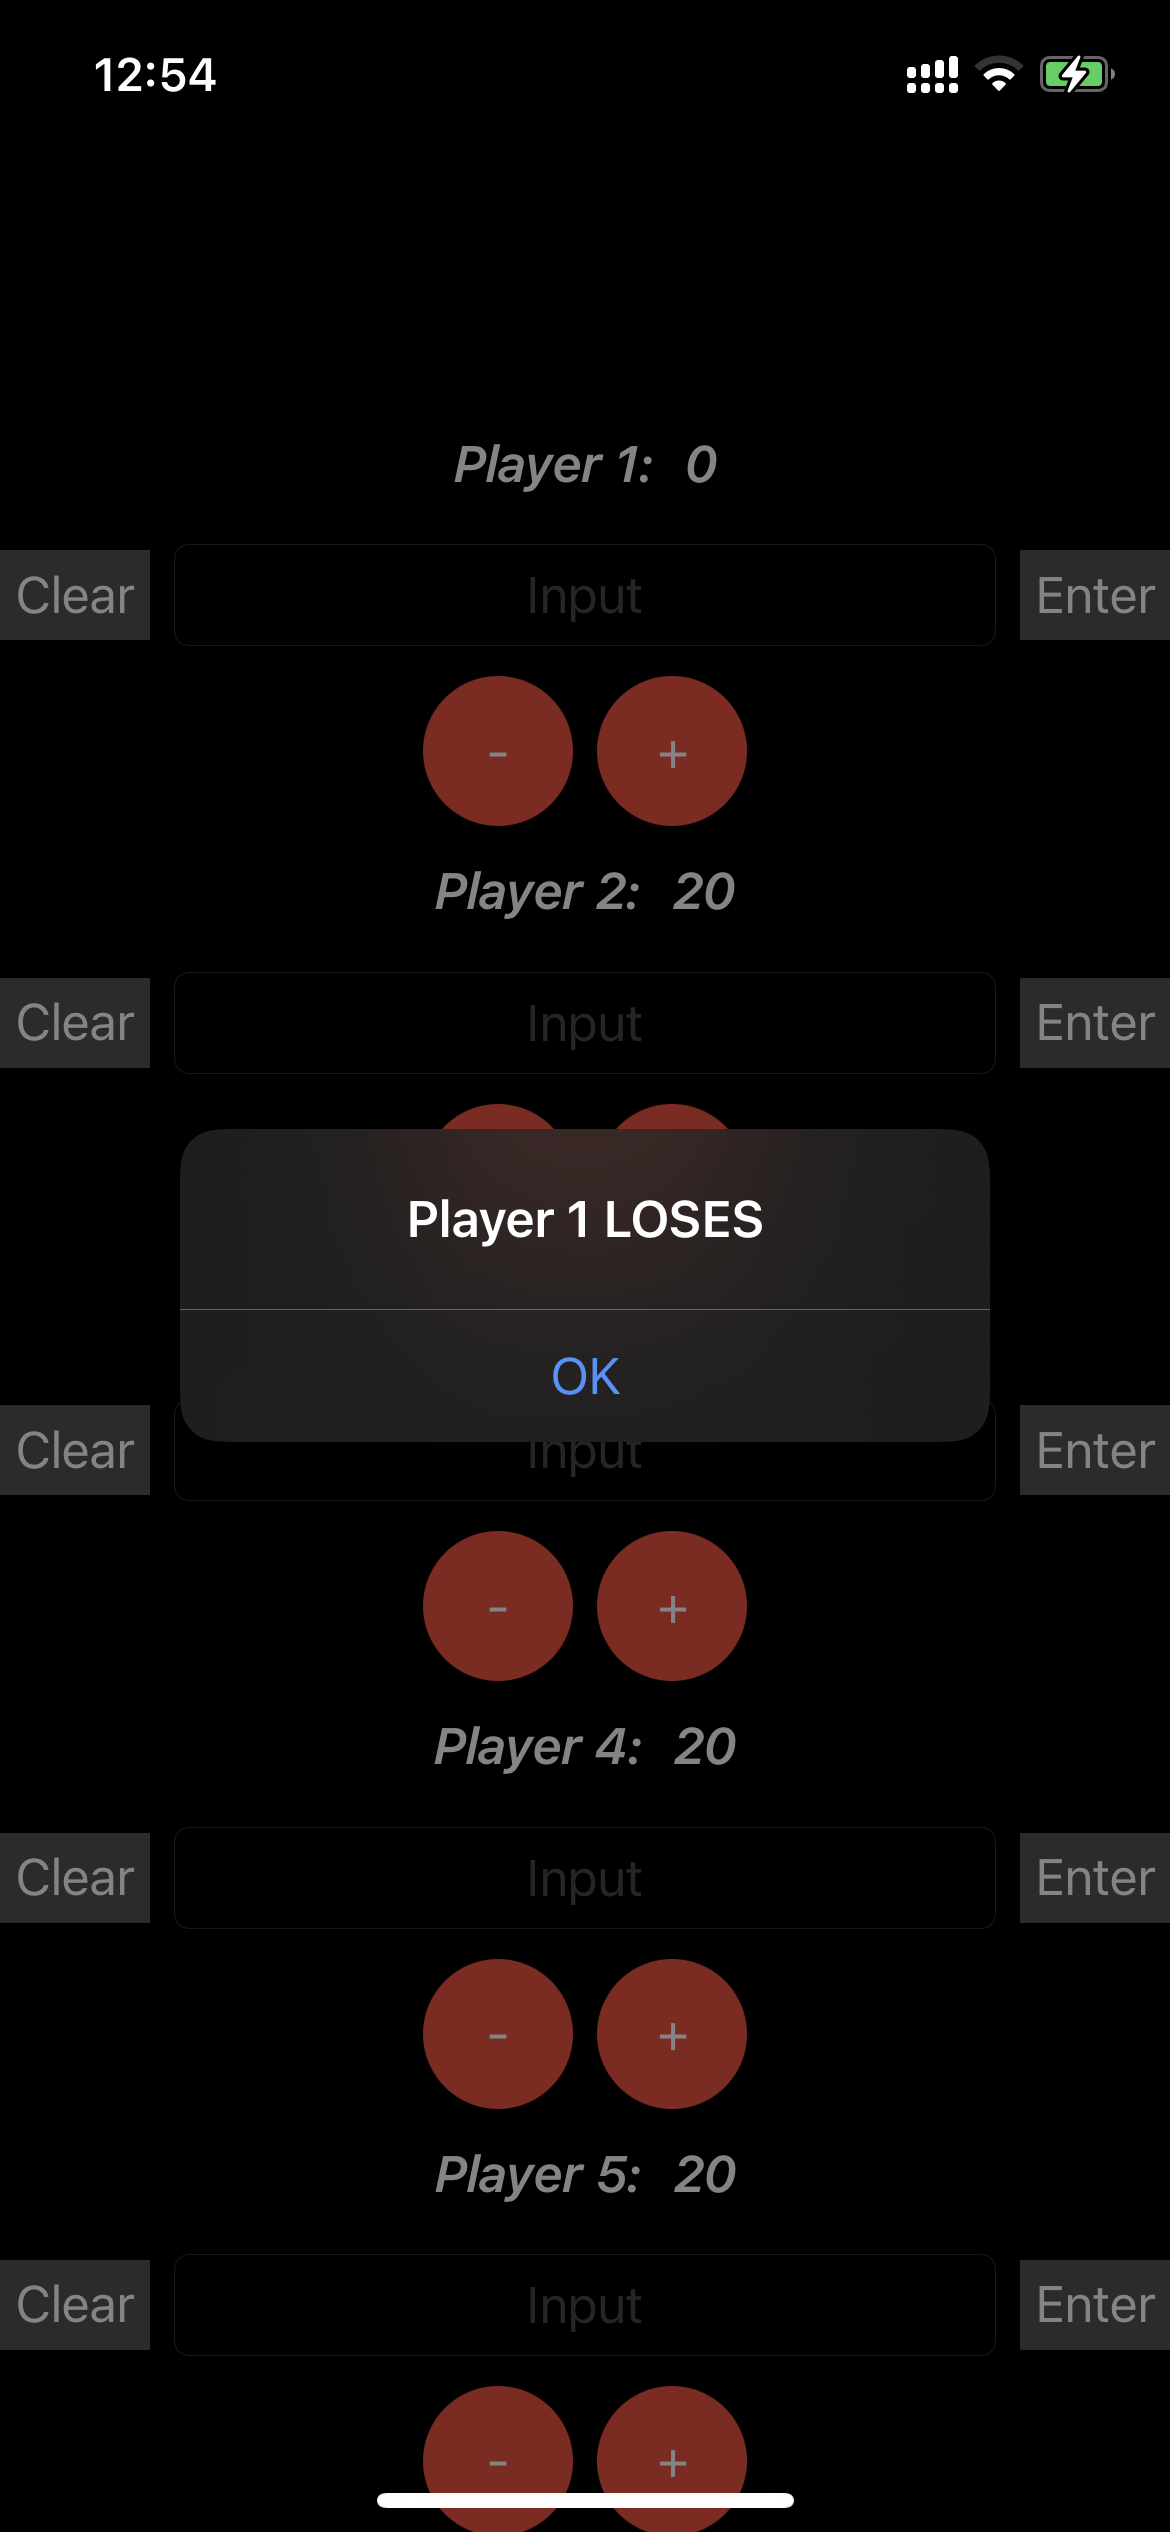 12:54
Player 1: 0
Clear Input Enter
- +
Player 2: 20
Clear Input Enter
Player 1 LOSES
OK
Clear Input Enter
- +
Player 4: 20
Clear Input Enter
- +
Player 5: 20
Clear Input Enter
- +